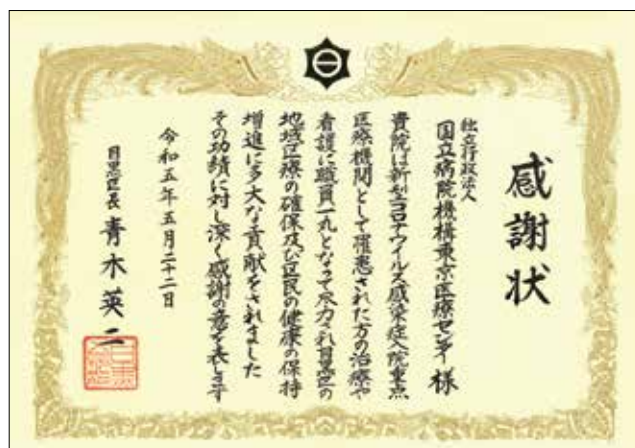 感謝状
独立行政法人
国立病院機構東京医療センター 様
貴院は新型コロナウイルス感染症入院重点
医療機関として罹患された方の治療や
看護に職員一丸となって尽力され目黒区の
地域医療の確保及び区民の健康の保持
増進に多大な貢献をされました
その功績に対し深く感謝の意を表します
令和五年五月二十二日
目黒区長 青木英二